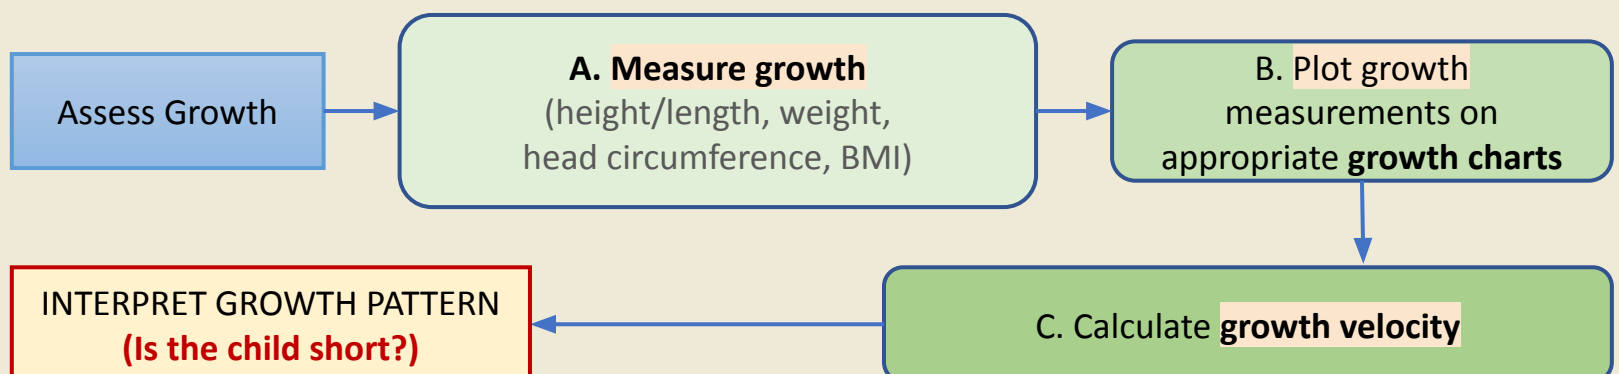 Assess Growth
A. Measure growth
(height/length, weight,
head circumference, BMI)
B. Plot growth
measurements on
appropriate growth charts
C. Calculate growth velocity
INTERPRET GROWTH PATTERN
(Is the child short?)